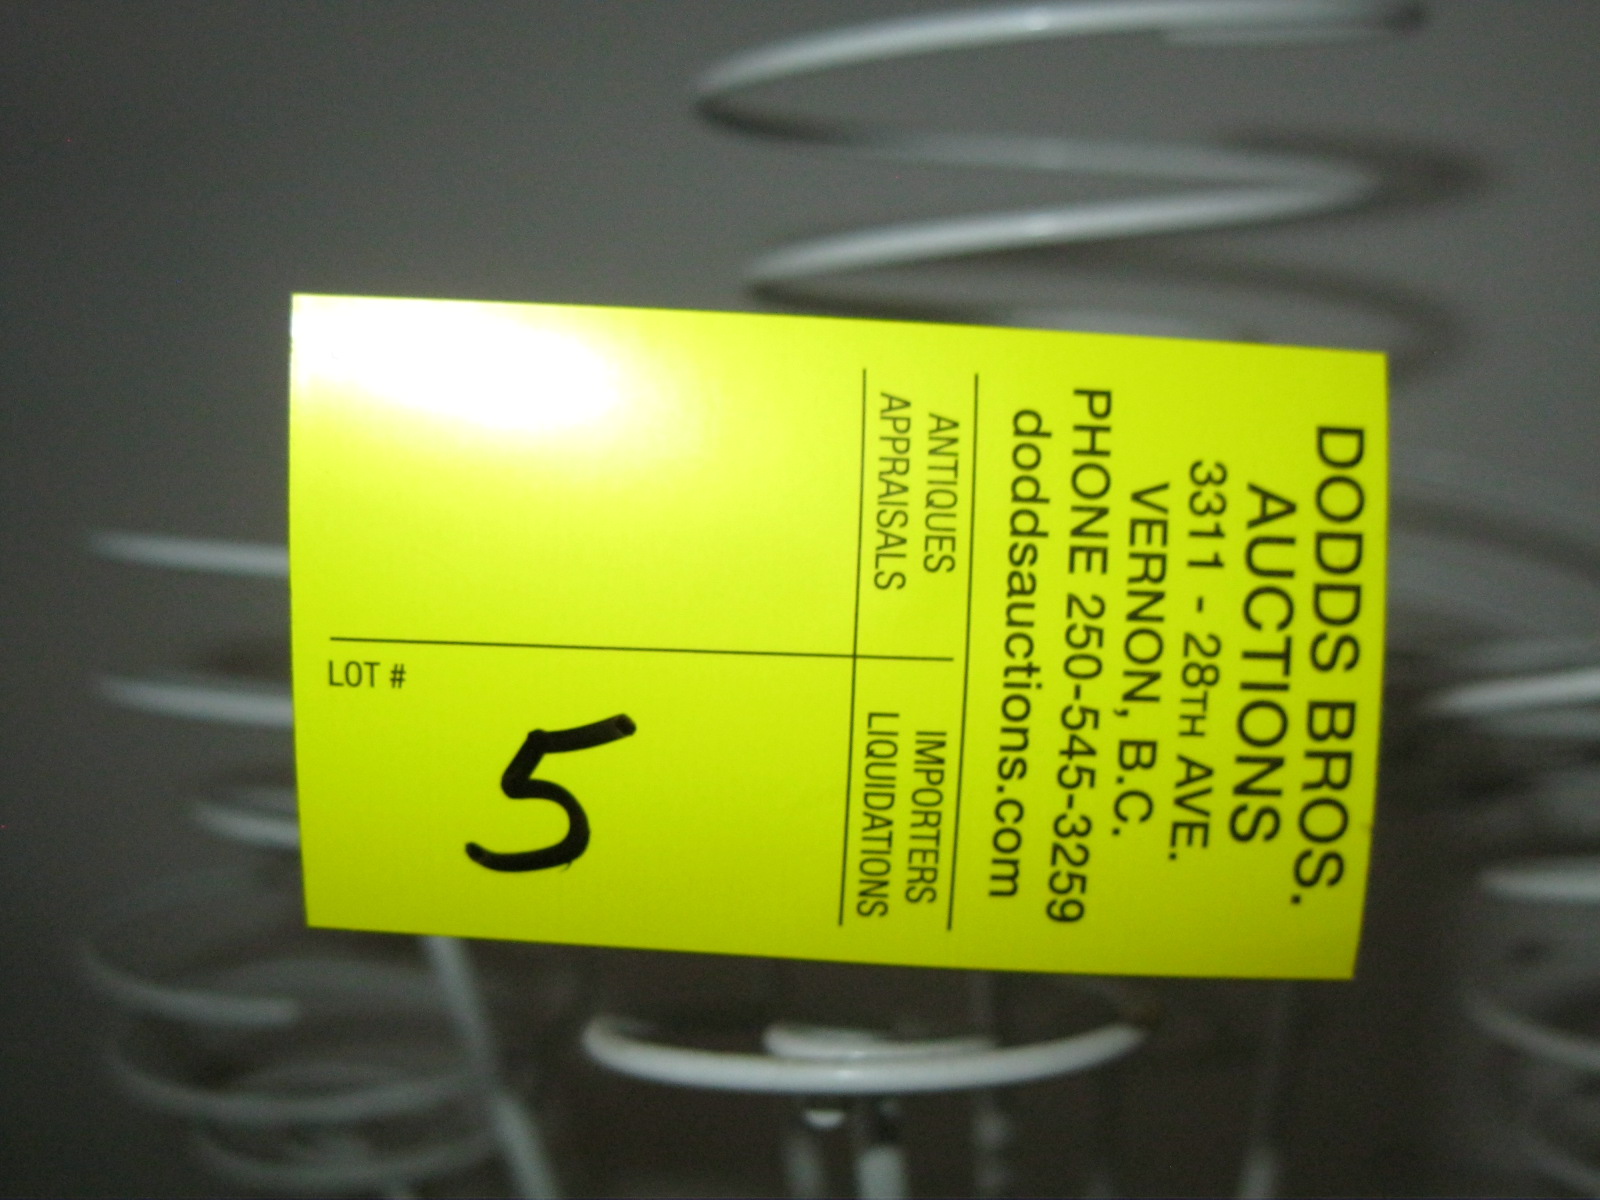 DODDS BROS.
AUCTIONS
3311 - 28TH AVE.
VERNON, B.C.
PHONE 250-545-3259
doddsauctions.com
ANTIQUES
APPRAISALS
IMPORTERS
LIQUIDATIONS
LOT #
5